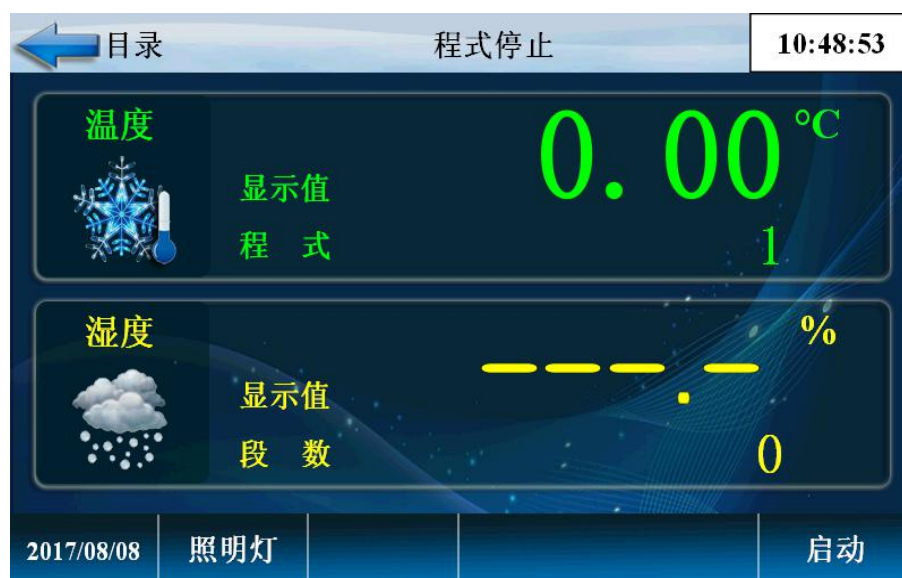 目录 程式停止 10:48:53
温度 0.00 ℃
显示值
程 式 1
湿度 ---.- %
显示值
段 数 0
2017/08/08 照明灯 启动